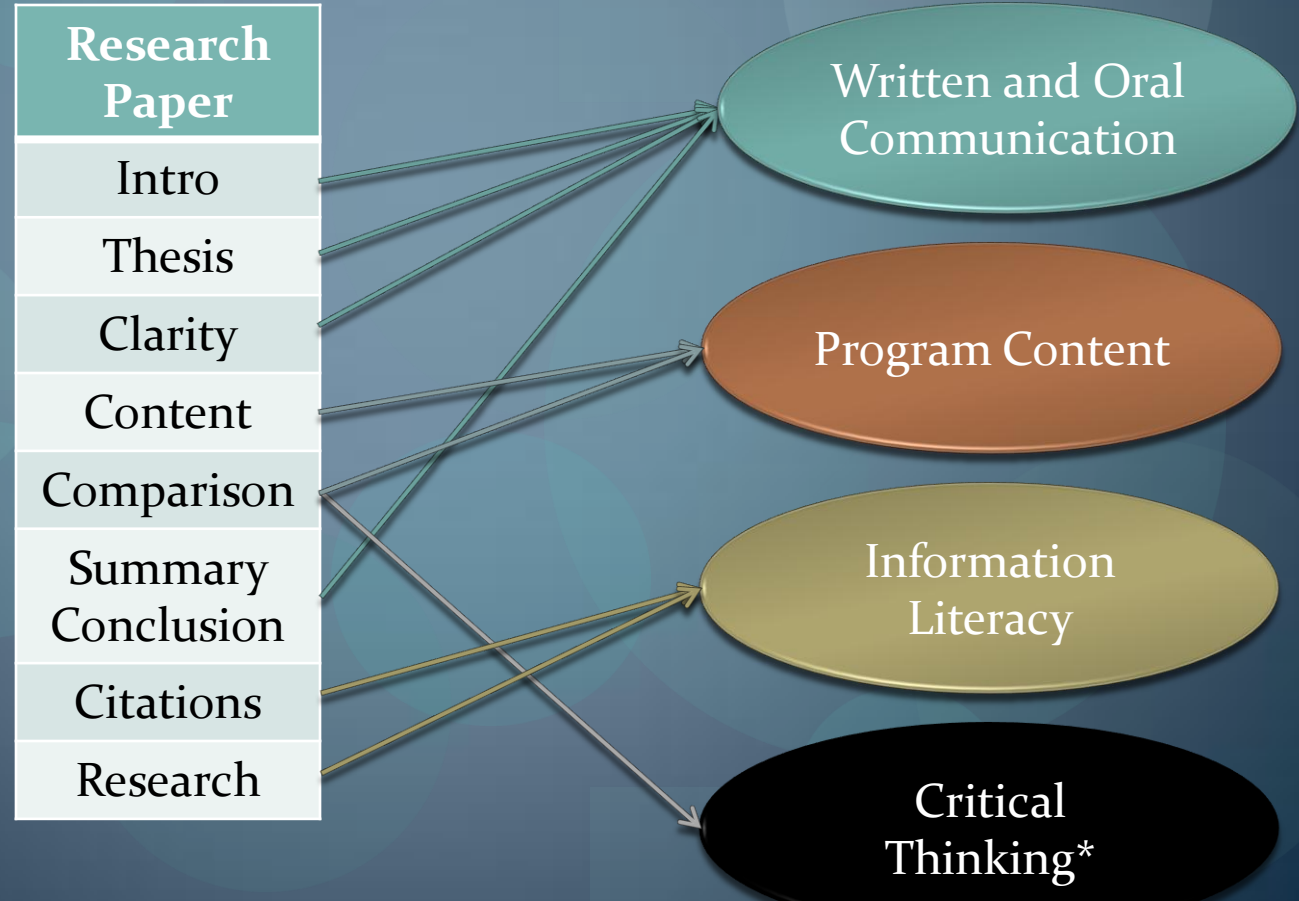 Research
Paper
Intro
Thesis
Clarity
Content
Comparison
Summary
Conclusion
Citations
Research
Written and Oral
Communication
Program Content
Information
Literacy
Critical
Thinking*